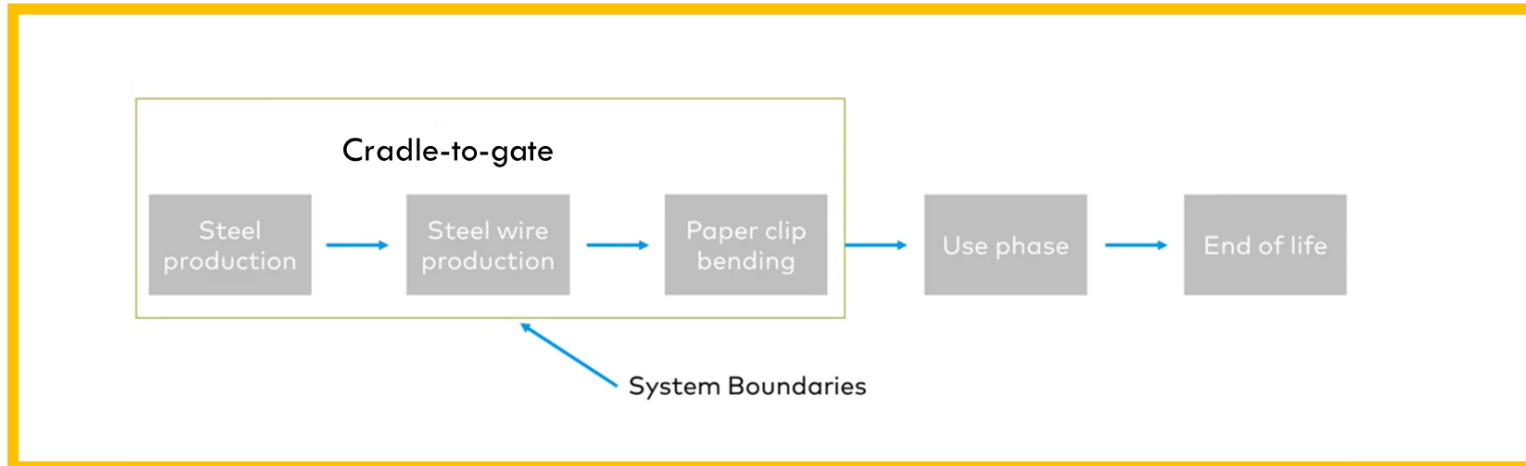 Cradle-to-gate
Steel
production
Steel wire
production
Paper clip
bending
Use phase
End of life
System Boundaries